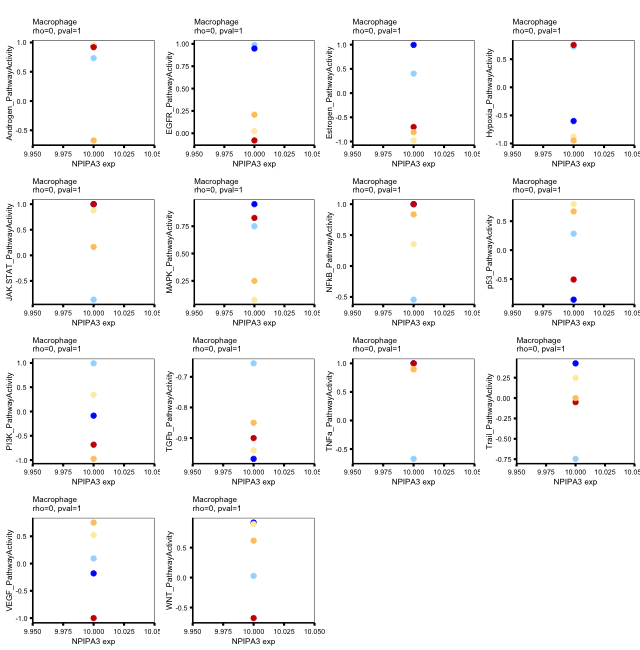 Macrophage
rho=0, pval=1
Androgen_PathwayActivity
1.0
0.5
0.0
-0.5
9.950 9.975 10.000 10.025 10.05
NPIPA3 exp
Macrophage
rho=0, pval=1
EGFR_PathwayActivity
1.00
0.75
0.50
0.25
0.00
9.950 9.975 10.000 10.025 10.05
NPIPA3 exp
Macrophage
rho=0, pval=1
Estrogen_PathwayActivity
1.0
0.5
0.0
-0.5
-1.0
9.950 9.975 10.000 10.025 10.05
NPIPA3 exp
Macrophage
rho=0, pval=1
Hypoxia_PathwayActivity
0.5
0.0
-0.5
-1.0
9.950 9.975 10.000 10.025 10.05
NPIPA3 exp
Macrophage
rho=0, pval=1
JAK.STAT_PathwayActivity
1.0
0.5
0.0
-0.5
9.950 9.975 10.000 10.025 10.05
NPIPA3 exp
Macrophage
rho=0, pval=1
MAPK_PathwayActivity
0.75
0.50
0.25
9.950 9.975 10.000 10.025 10.05
NPIPA3 exp
Macrophage
rho=0, pval=1
NFkB_PathwayActivity
1.0
0.5
0.0
-0.5
9.950 9.975 10.000 10.025 10.05
NPIPA3 exp
Macrophage
rho=0, pval=1
p53_PathwayActivity
0.5
0.0
-0.5
9.950 9.975 10.000 10.025 10.05
NPIPA3 exp
Macrophage
rho=0, pval=1
PI3K_PathwayActivity
1.0
0.5
0.0
-0.5
-1.0
9.950 9.975 10.000 10.025 10.05
NPIPA3 exp
Macrophage
rho=0, pval=1
TGFb_PathwayActivity
-0.7
-0.8
-0.9
9.950 9.975 10.000 10.025 10.05
NPIPA3 exp
Macrophage
rho=0, pval=1
TNFa_PathwayActivity
1.0
0.5
0.0
-0.5
9.950 9.975 10.000 10.025 10.05
NPIPA3 exp
Macrophage
rho=0, pval=1
Trail_PathwayActivity
0.25
0.00
-0.25
-0.50
-0.75
9.950 9.975 10.000 10.025 10.05
NPIPA3 exp
Macrophage
rho=0, pval=1
VEGF_PathwayActivity
0.5
0.0
-0.5
-1.0
9.950 9.975 10.000 10.025 10.05
NPIPA3 exp
Macrophage
rho=0, pval=1
WNT_PathwayActivity
0.5
0.0
-0.5
9.950 9.975 10.000 10.025 10.050
NPIPA3 exp